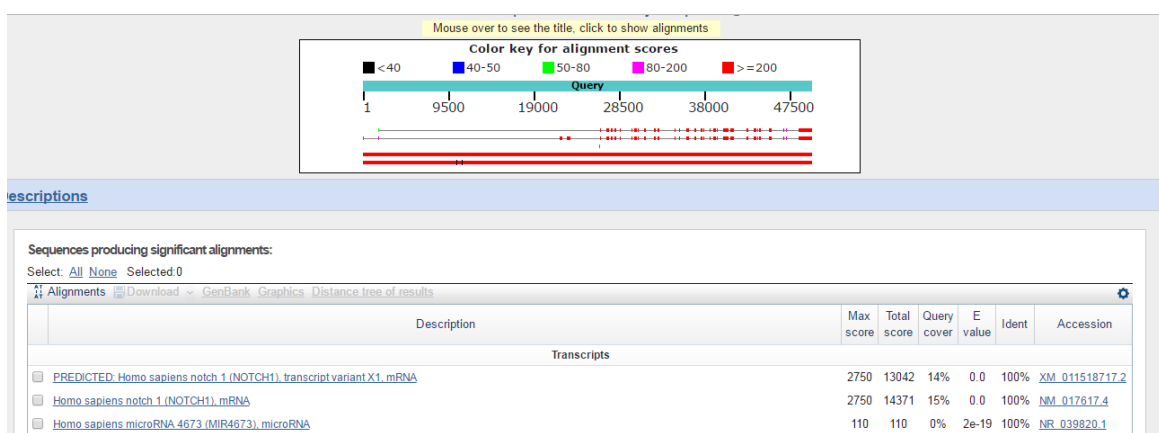 Mouse over to see the title, click to show alignments
Color key for alignment scores
<40 40-50 50-80 80-200 >=200
Query
1 9500 19000 28500 38000 47500
escriptions
Sequences producing significant alignments:
Select: All None Selected:0
Alignments Download GenBank Graphics Distance tree of results
Description Max score Total score Query cover E value Ident Accession
Transcripts
PREDICTED: Homo sapiens notch 1 (NOTCH1), transcript variant X1, mRNA 2750 13042 14% 0.0 100% XM_011518717.2
Homo sapiens notch 1 (NOTCH1), mRNA 2750 14371 15% 0.0 100% NM_017617.4
Homo sapiens microRNA 4673 (MIR4673), microRNA 110 110 0% 2e-19 100% NR_039820.1